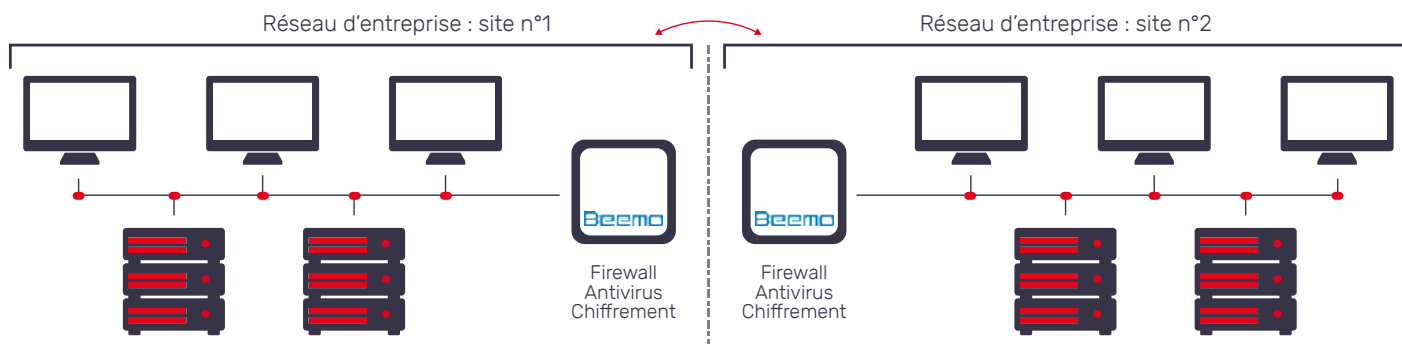 Réseau d'entreprise : site n°1
Réseau d'entreprise : site n°2
Beemo
Firewall
Antivirus
Chiffrement
Beemo
Firewall
Antivirus
Chiffrement